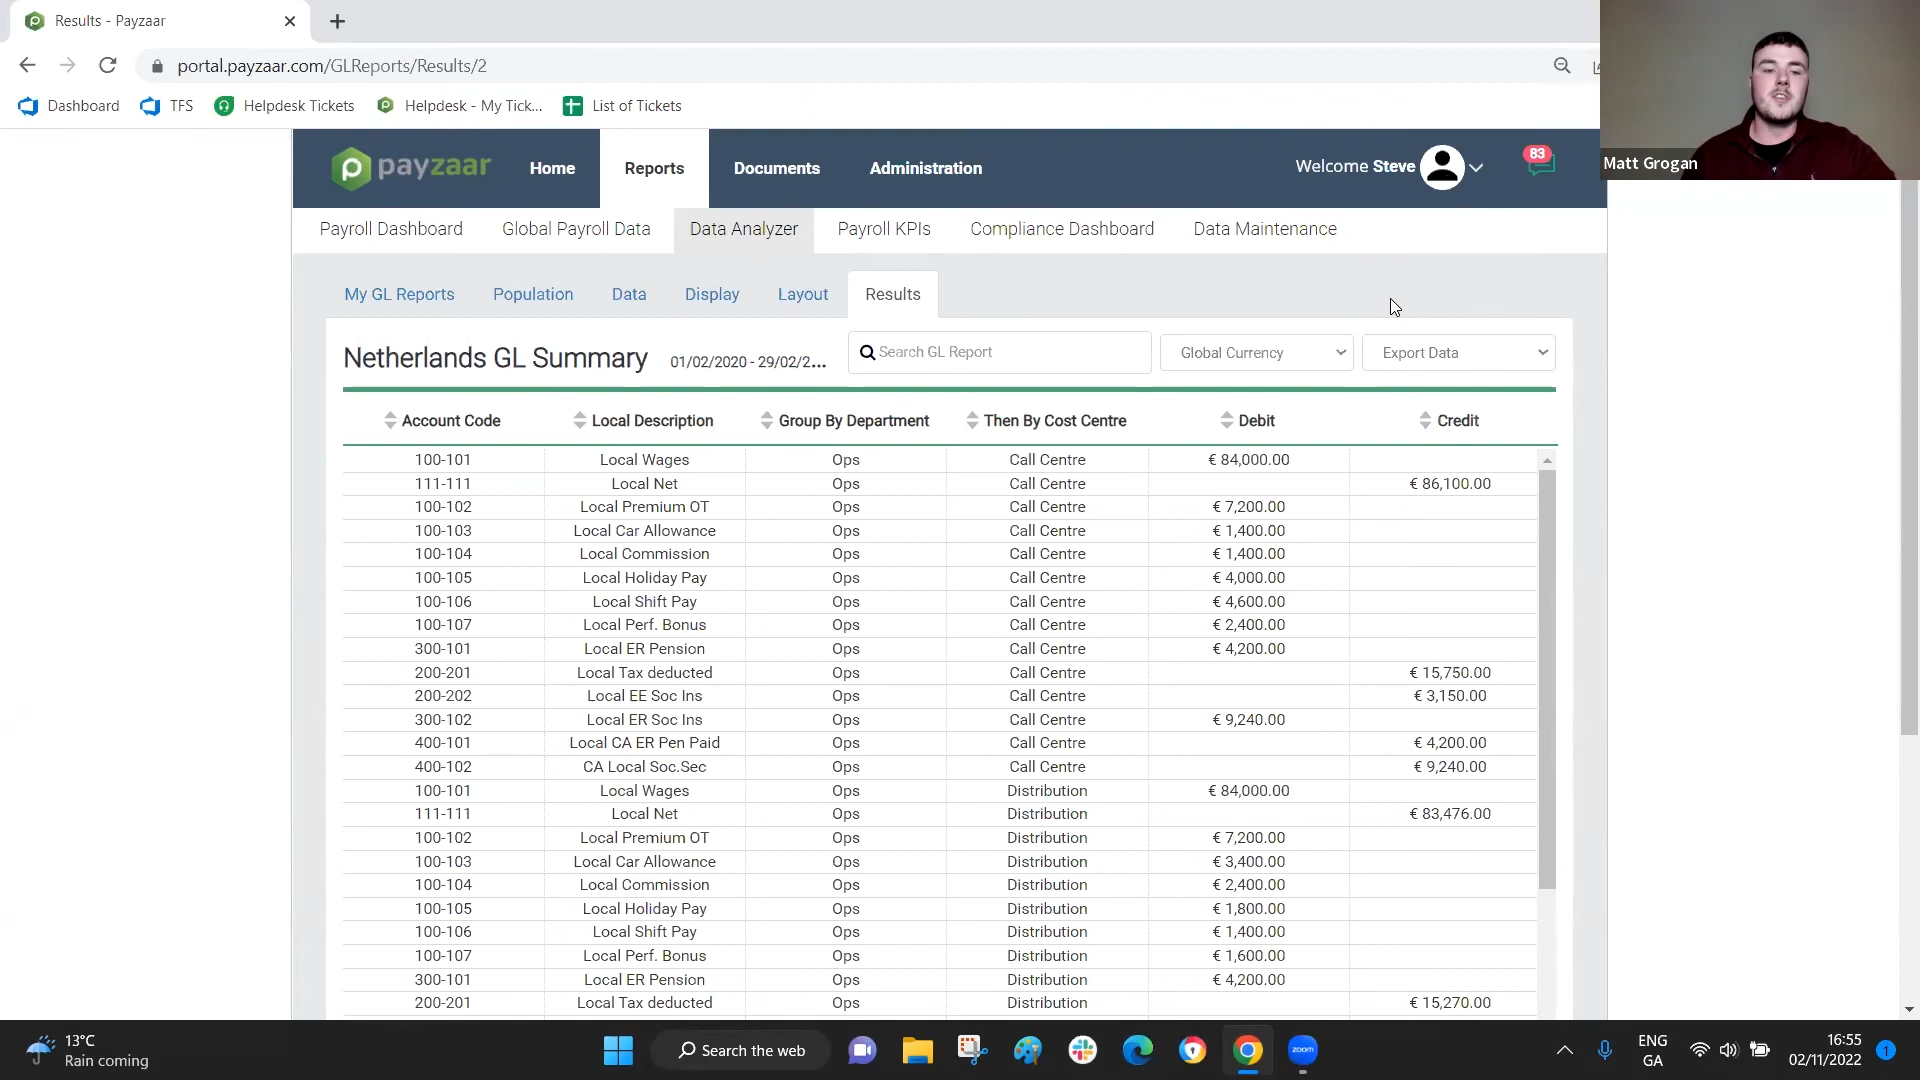 Results - Payzaar
portal.payzaar.com/GLReports/Results/2
Dashboard TFS Helpdesk Tickets Helpdesk - My Tick... List of Tickets
Matt Grogan
payzaar Home Reports Documents Administration Welcome Steve 83
Payroll Dashboard Global Payroll Data Data Analyzer Payroll KPIs Compliance Dashboard Data Maintenance
My GL Reports Population Data Display Layout Results
Netherlands GL Summary 01/02/2020 - 29/02/2... Search GL Report Global Currency Export Data
Account Code Local Description Group By Department Then By Cost Centre Debit Credit
100-101 Local Wages Ops Call Centre € 84,000.00
111-111 Local Net Ops Call Centre € 86,100.00
100-102 Local Premium OT Ops Call Centre € 7,200.00
100-103 Local Car Allowance Ops Call Centre € 1,400.00
100-104 Local Commission Ops Call Centre € 1,400.00
100-105 Local Holiday Pay Ops Call Centre € 4,000.00
100-106 Local Shift Pay Ops Call Centre € 4,600.00
100-107 Local Perf. Bonus Ops Call Centre € 2,400.00
300-101 Local ER Pension Ops Call Centre € 4,200.00
200-201 Local Tax deducted Ops Call Centre € 15,750.00
200-202 Local EE Soc Ins Ops Call Centre € 3,150.00
300-102 Local ER Soc Ins Ops Call Centre € 9,240.00
400-101 Local CA ER Pen Paid Ops Call Centre € 4,200.00
400-102 CA Local Soc.Sec Ops Call Centre € 9,240.00
100-101 Local Wages Ops Distribution € 84,000.00
111-111 Local Net Ops Distribution € 83,476.00
100-102 Local Premium OT Ops Distribution € 7,200.00
100-103 Local Car Allowance Ops Distribution € 3,400.00
100-104 Local Commission Ops Distribution € 2,400.00
100-105 Local Holiday Pay Ops Distribution € 1,800.00
100-106 Local Shift Pay Ops Distribution € 1,400.00
100-107 Local Perf. Bonus Ops Distribution € 1,600.00
300-101 Local ER Pension Ops Distribution € 4,200.00
200-201 Local Tax deducted Ops Distribution € 15,270.00
13°C
Rain coming
Search the web
zoom
ENG
GA
16:55
02/11/2022
1